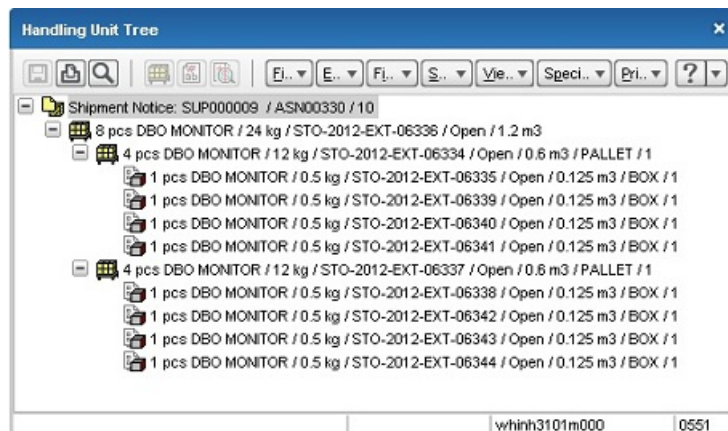 Handling Unit Tree
Fi.. E.. Fi.. S.. Vie.. Speci.. Pri.. ?
Shipment Notice: SUP000009 / ASN00330 / 10
8 pcs DBO MONITOR / 24 kg / STO-2012-EXT-06336 / Open / 1.2 m3
4 pcs DBO MONITOR / 12 kg / STO-2012-EXT-06334 / Open / 0.6 m3 / PALLET / 1
1 pcs DBO MONITOR / 0.5 kg / STO-2012-EXT-06335 / Open / 0.125 m3 / BOX / 1
1 pcs DBO MONITOR / 0.5 kg / STO-2012-EXT-06339 / Open / 0.125 m3 / BOX / 1
1 pcs DBO MONITOR / 0.5 kg / STO-2012-EXT-06340 / Open / 0.125 m3 / BOX / 1
1 pcs DBO MONITOR / 0.5 kg / STO-2012-EXT-06341 / Open / 0.125 m3 / BOX / 1
4 pcs DBO MONITOR / 12 kg / STO-2012-EXT-06337 / Open / 0.6 m3 / PALLET / 1
1 pcs DBO MONITOR / 0.5 kg / STO-2012-EXT-06338 / Open / 0.125 m3 / BOX / 1
1 pcs DBO MONITOR / 0.5 kg / STO-2012-EXT-06342 / Open / 0.125 m3 / BOX / 1
1 pcs DBO MONITOR / 0.5 kg / STO-2012-EXT-06343 / Open / 0.125 m3 / BOX / 1
1 pcs DBO MONITOR / 0.5 kg / STO-2012-EXT-06344 / Open / 0.125 m3 / BOX / 1
whinh3101m000 0551